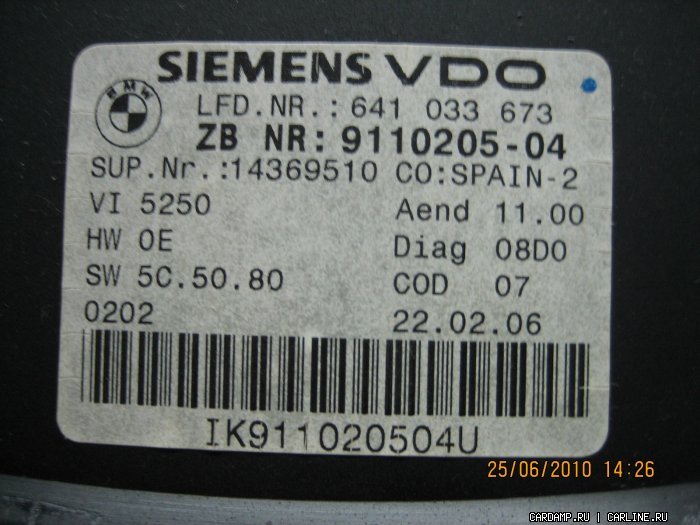 SIEMENS VDO
BMW
LFD.NR.: 641 033 673
ZB NR: 9110205-04
SUP.Nr.:14369510 CO:SPAIN-2
VI 5250 Aend 11.00
HW 0E Diag 08D0
SW 5C.50.80 COD 07
0202 22.02.06
IK911020504U
25/06/2010 14:26
CARDAMP.RU | CARLINE.RU